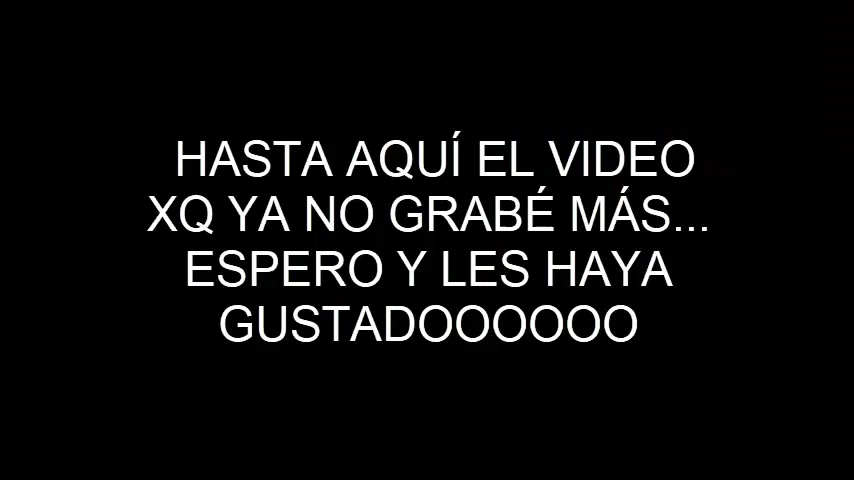 HASTA AQUÍ EL VIDEO
XQ YA NO GRABÉ MÁS...
ESPERO Y LES HAYA
GUSTADOOOOOO